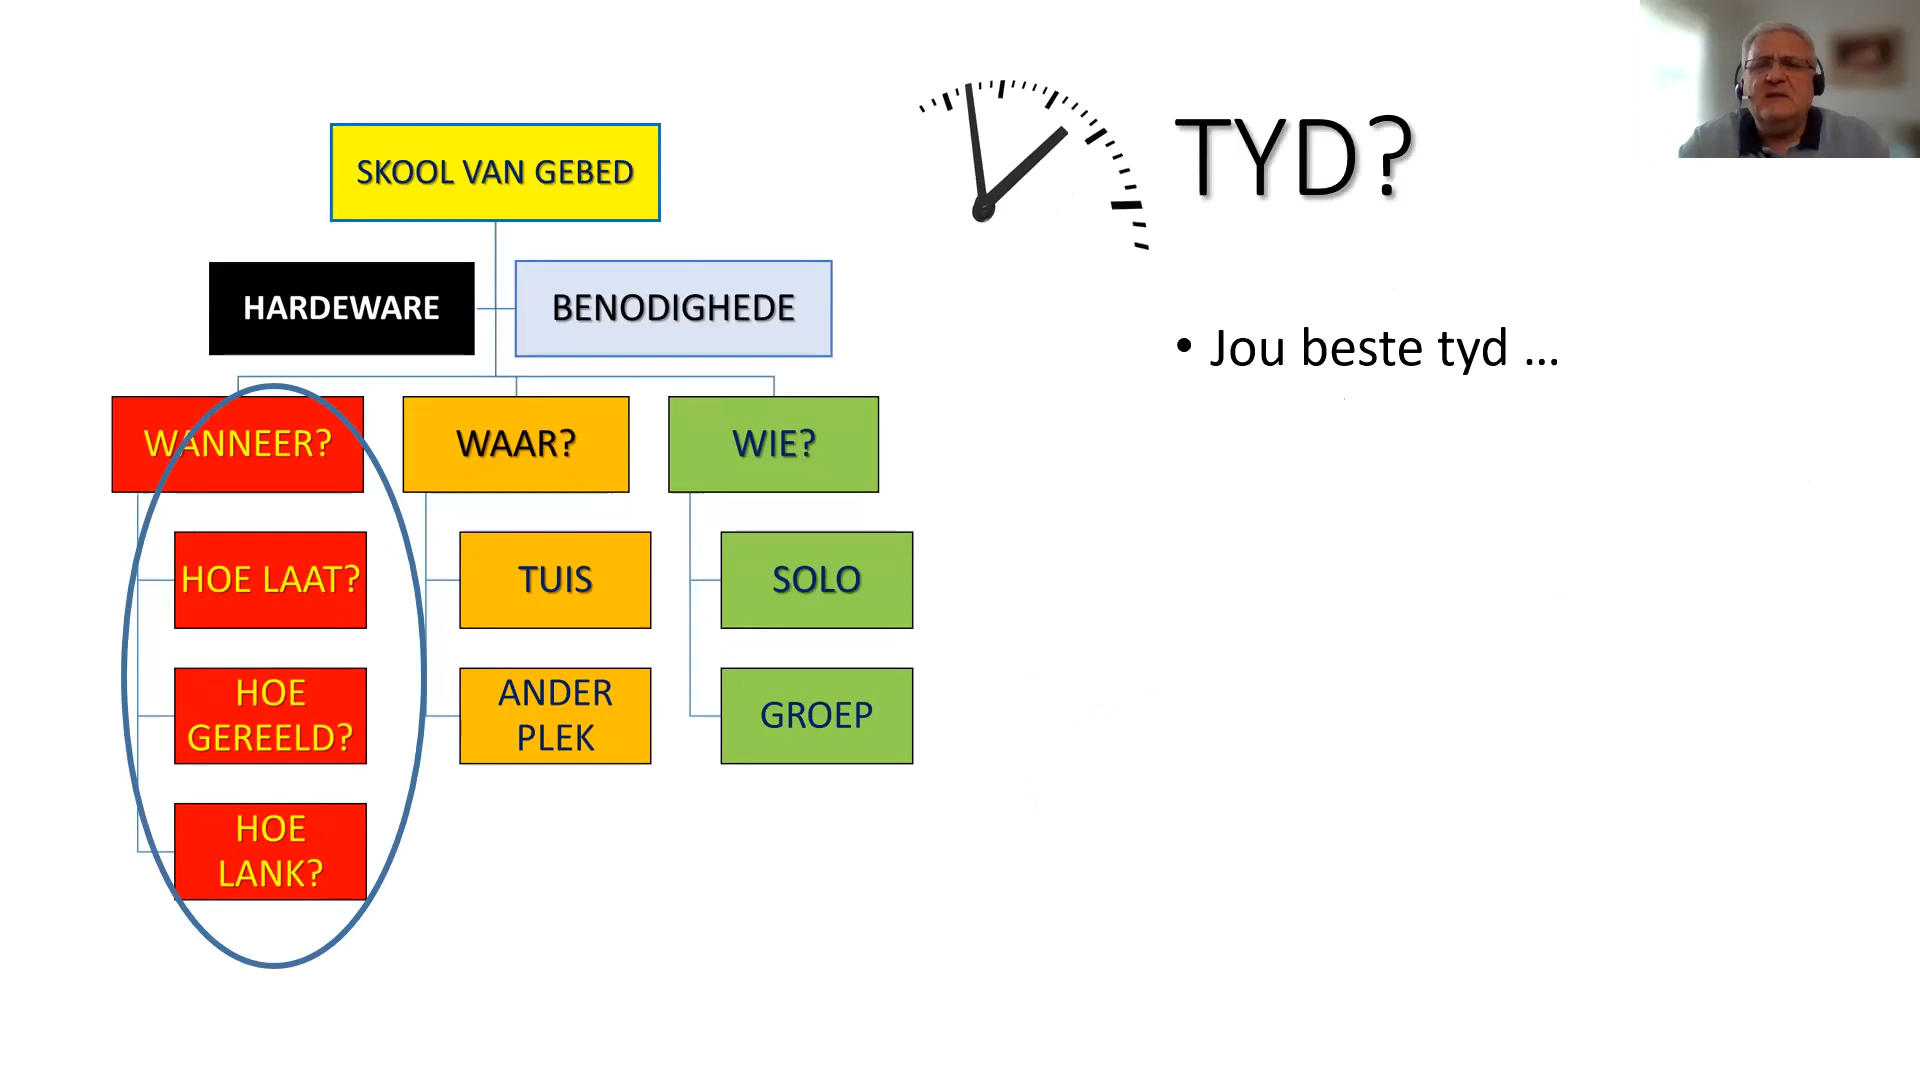 SKOOL VAN GEBED
HARDEWARE
BENODIGHEDE
WANNEER?
HOE LAAT?
HOE
GEREELD?
HOE
LANK?
WAAR?
TUIS
ANDER
PLEK
WIE?
SOLO
GROEP
TYD?
• Jou beste tyd ...